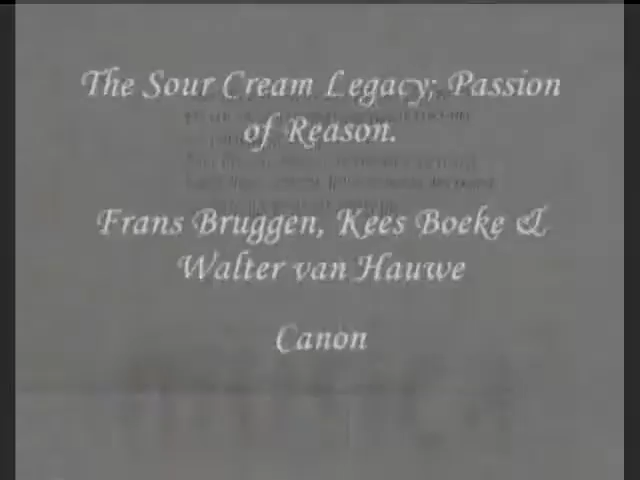 The Sour Cream Legacy; Passion
of Reason.
Frans Bruggen, Kees Boeke &
Walter van Hauwe
Canon